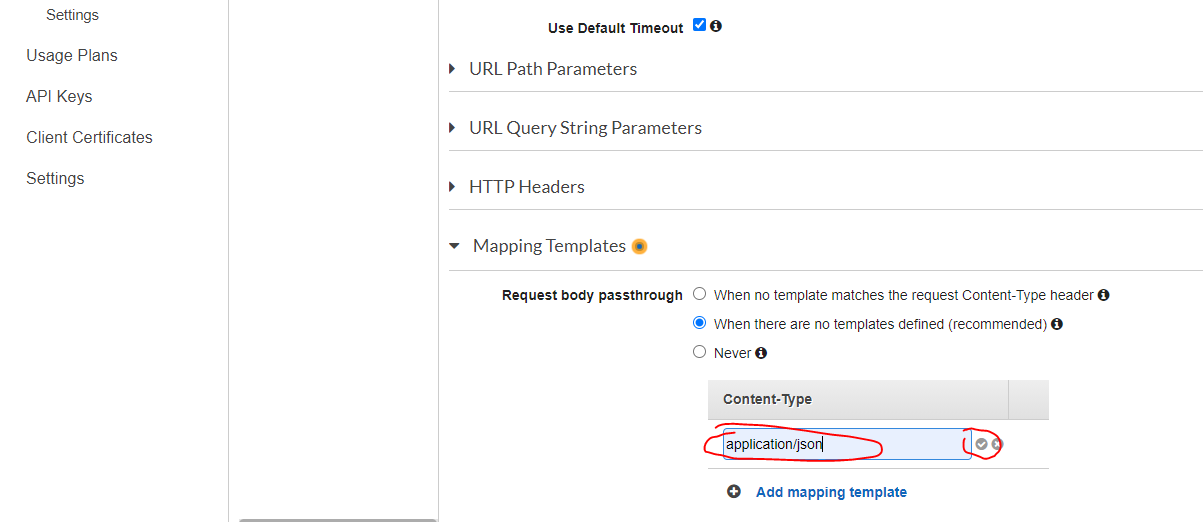 Settings
Usage Plans
API Keys
Client Certificates
Settings
Use Default Timeout
URL Path Parameters
URL Query String Parameters
HTTP Headers
Mapping Templates
Request body passthrough
When no template matches the request Content-Type header
When there are no templates defined (recommended)
Never
Content-Type
application/json
Add mapping template